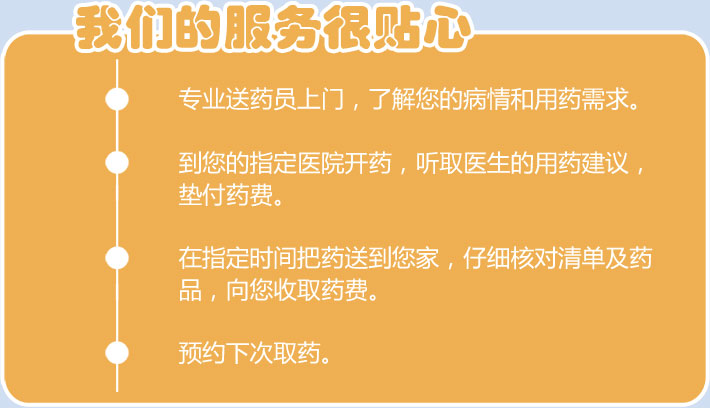 我们的服务很贴心
专业送药员上门，了解您的病情和用药需求。
到您的指定医院开药，听取医生的用药建议，
垫付药费。
在指定时间把药送到您家，仔细核对清单及药
品，向您收取药费。
预约下次取药。